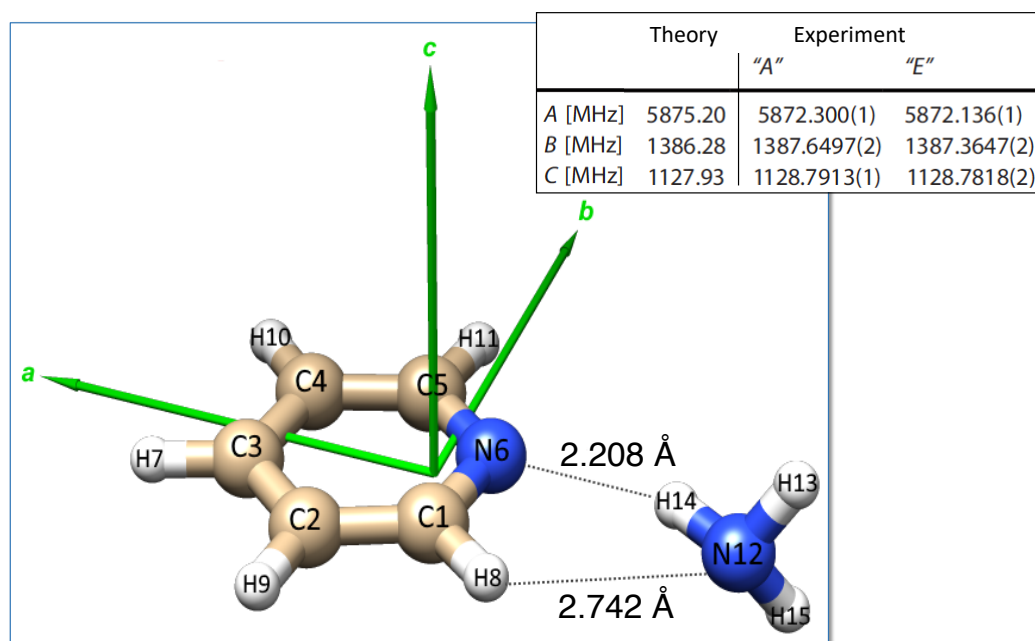 Theory Experiment
"A" "E"
A [MHz] 5875.20 5872.300(1) 5872.136(1)
B [MHz] 1386.28 1387.6497(2) 1387.3647(2)
C [MHz] 1127.93 1128.7913(1) 1128.7818(2)
c
b
a
H10
H11
C4
C5
C3
N6
H7
2.208 Å
H13
H14
C2
C1
N12
H9
H8
2.742 Å
H15